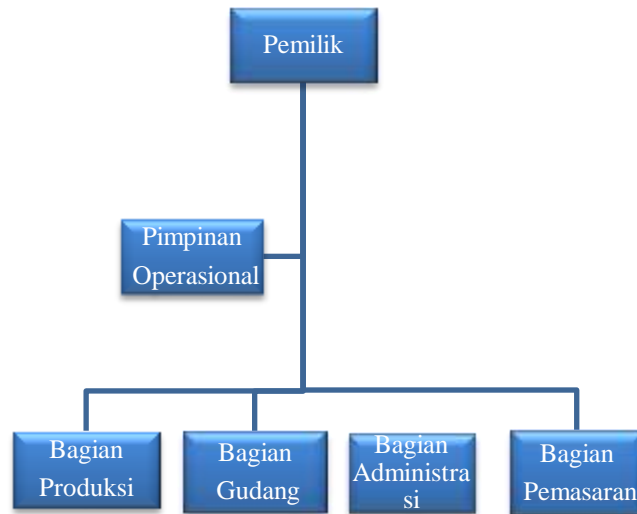 Pemilik
Pimpinan
Operasional
Bagian
Produksi
Bagian
Gudang
Bagian
Administra
si
Bagian
Pemasaran